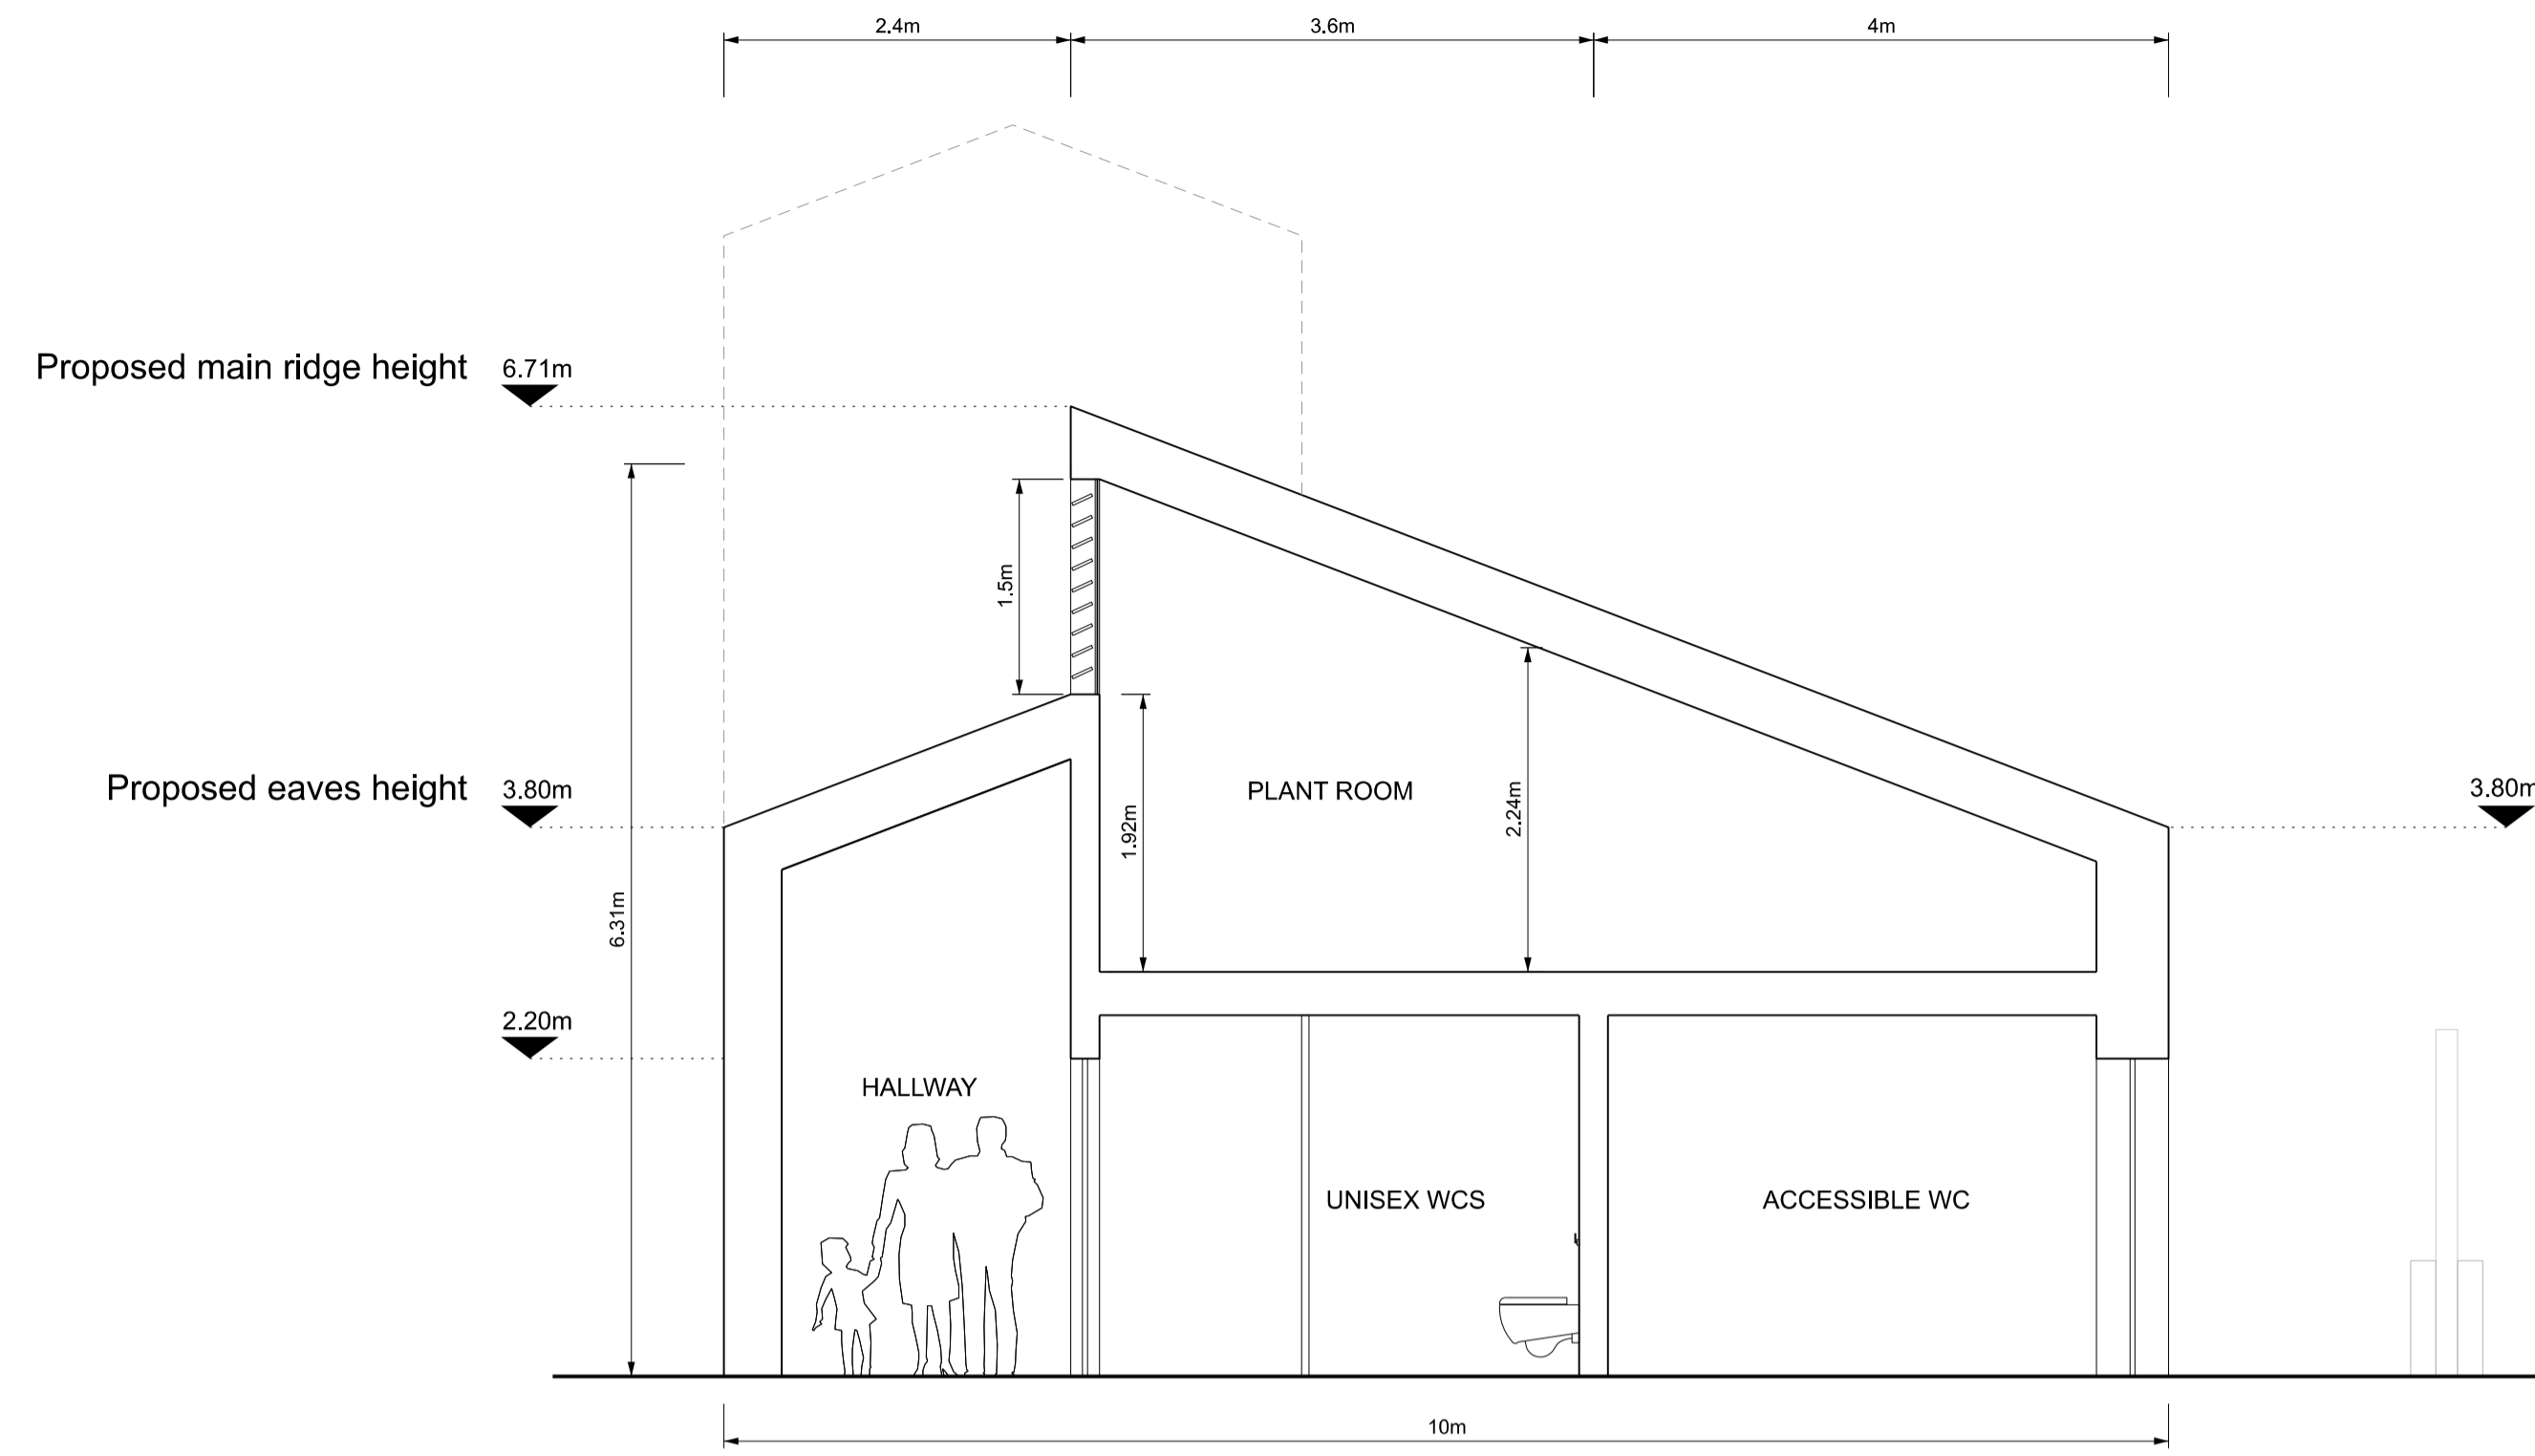 2.4m 3.6m 4m
Proposed main ridge height 6.71m
1.5m
Proposed eaves height 3.80m
PLANT ROOM
3.80m
1.92m
2.24m
6.31m
2.20m
HALLWAY
UNISEX WCS
ACCESSIBLE WC
10m